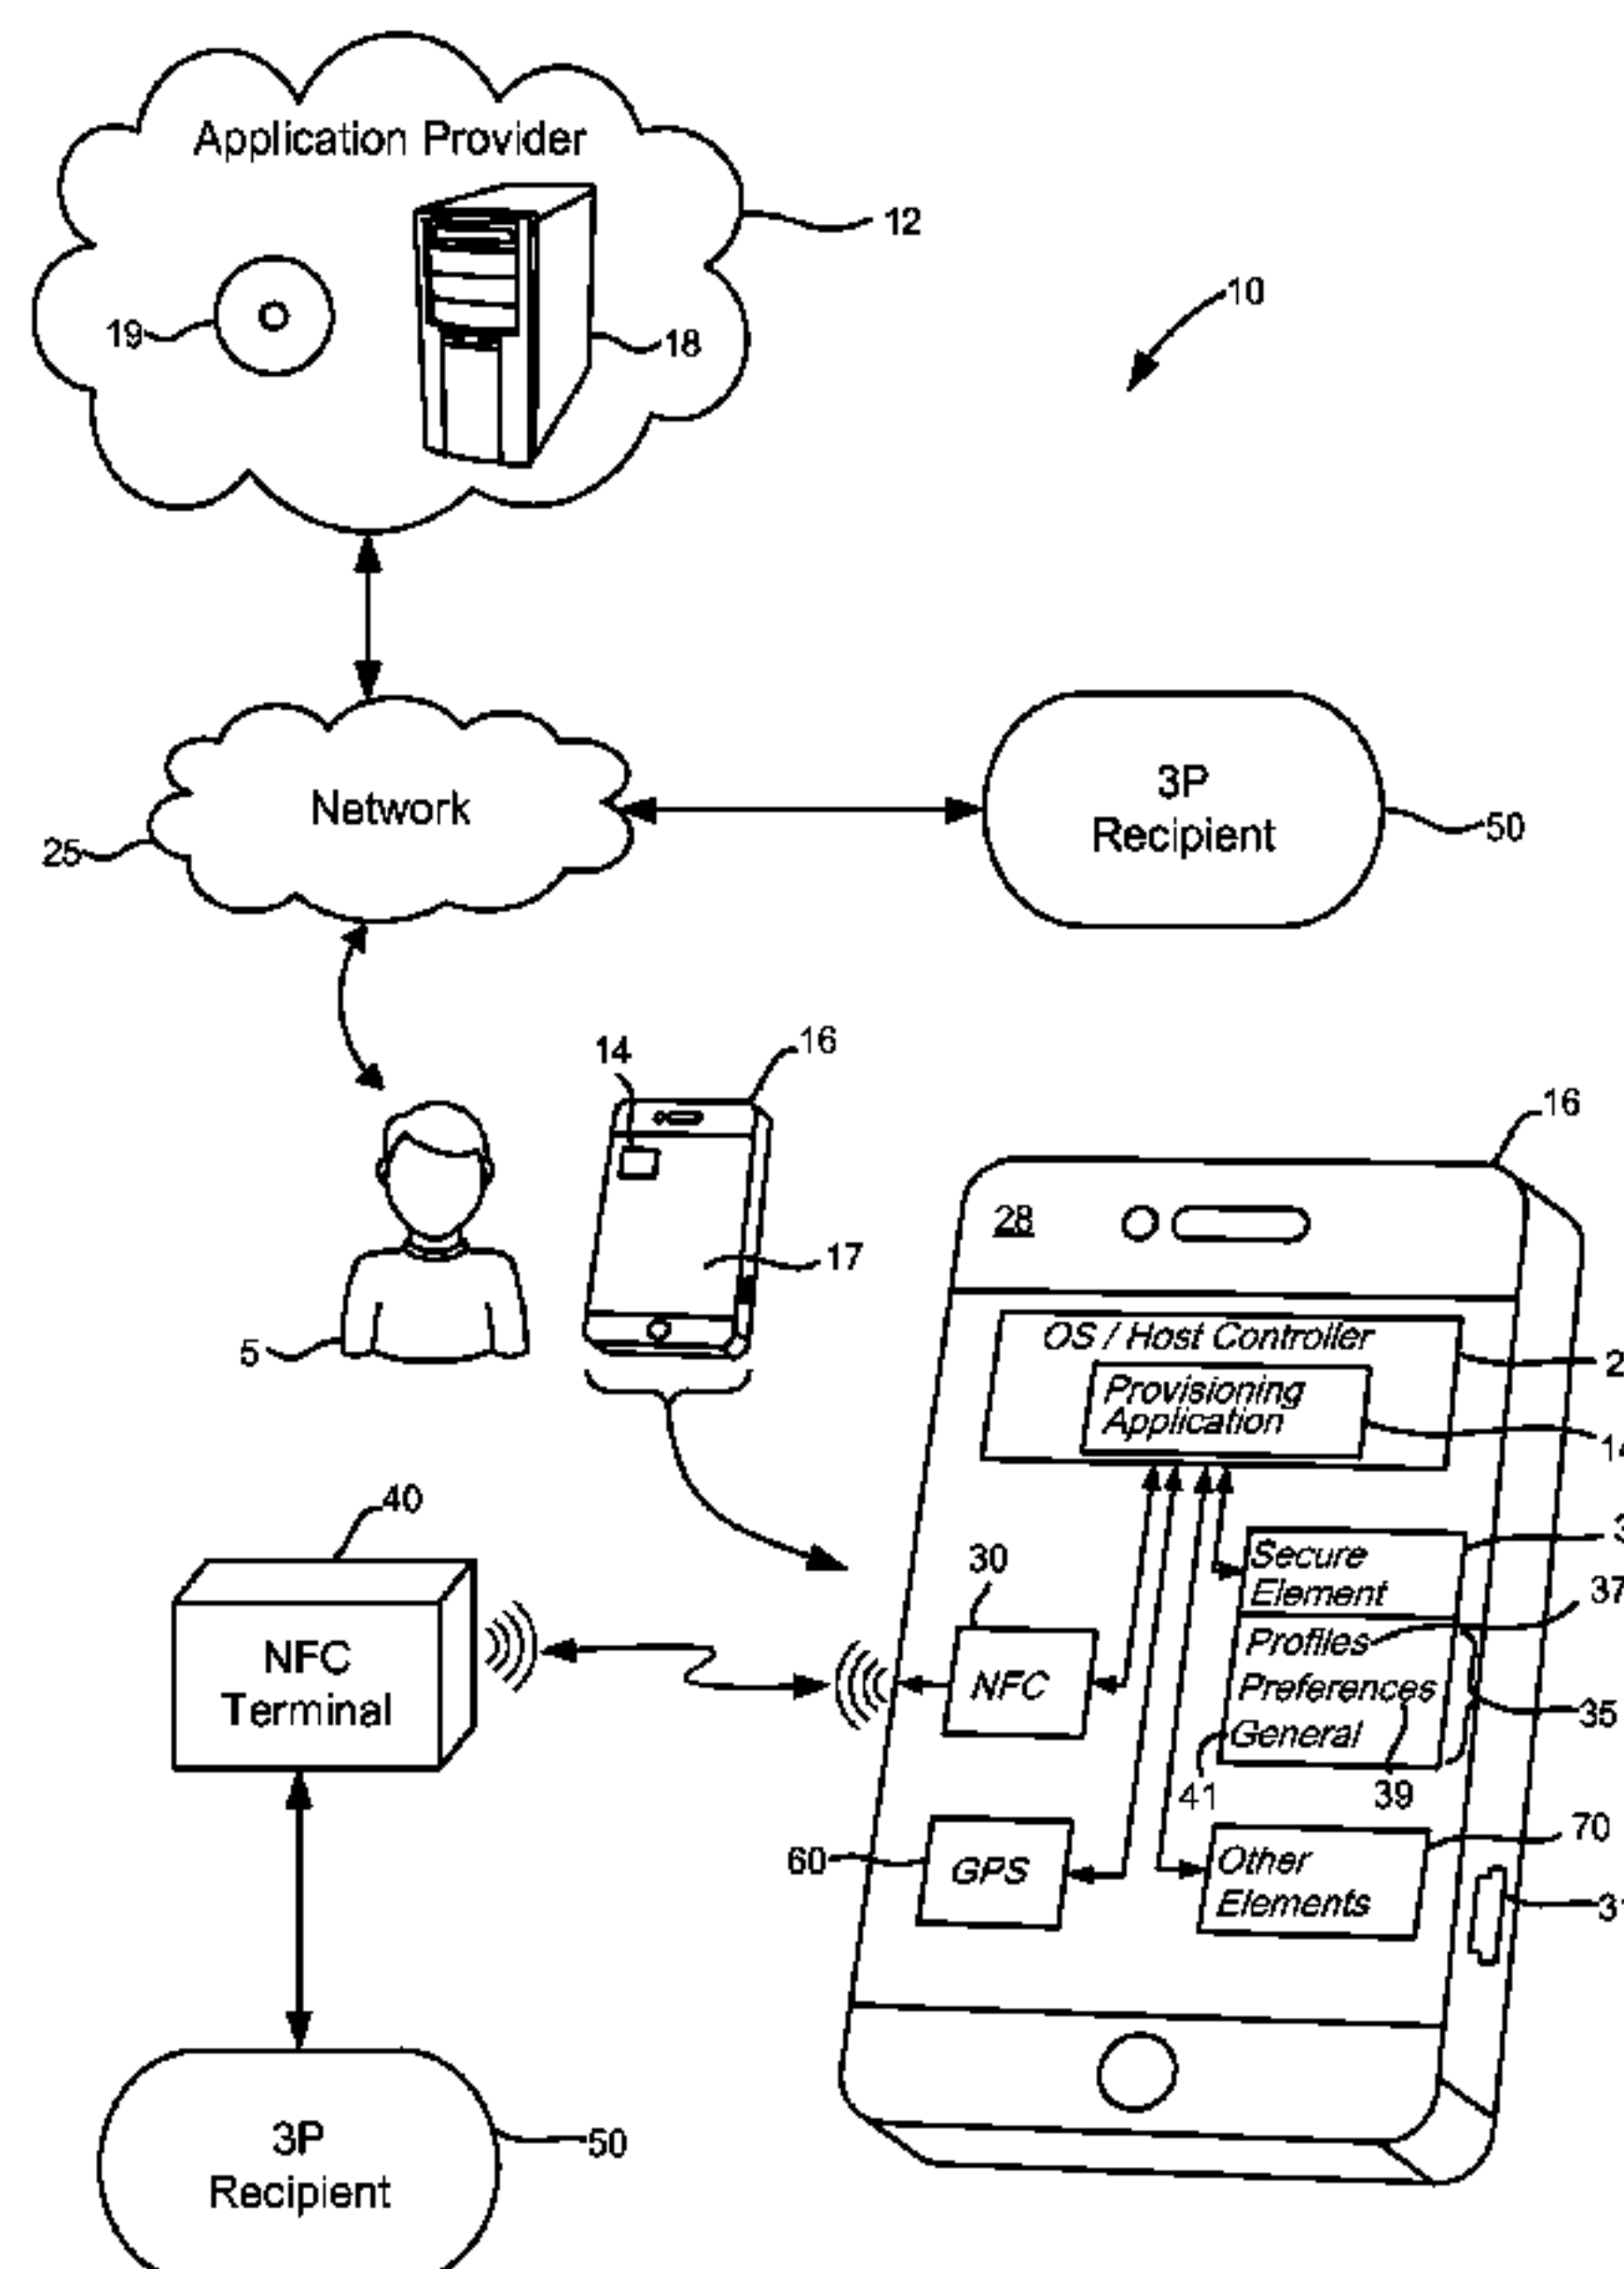 Application Provider
12
10
19
18
Network
3P
Recipient
25
50
14
16
16
28
17
5
OS / Host Controller
Provisioning
Application
40
30
Secure
Element
37
NFC
Terminal
NFC
Profiles
Preferences
General
35
41
39
60
GPS
Other
Elements
70
3P
Recipient
50